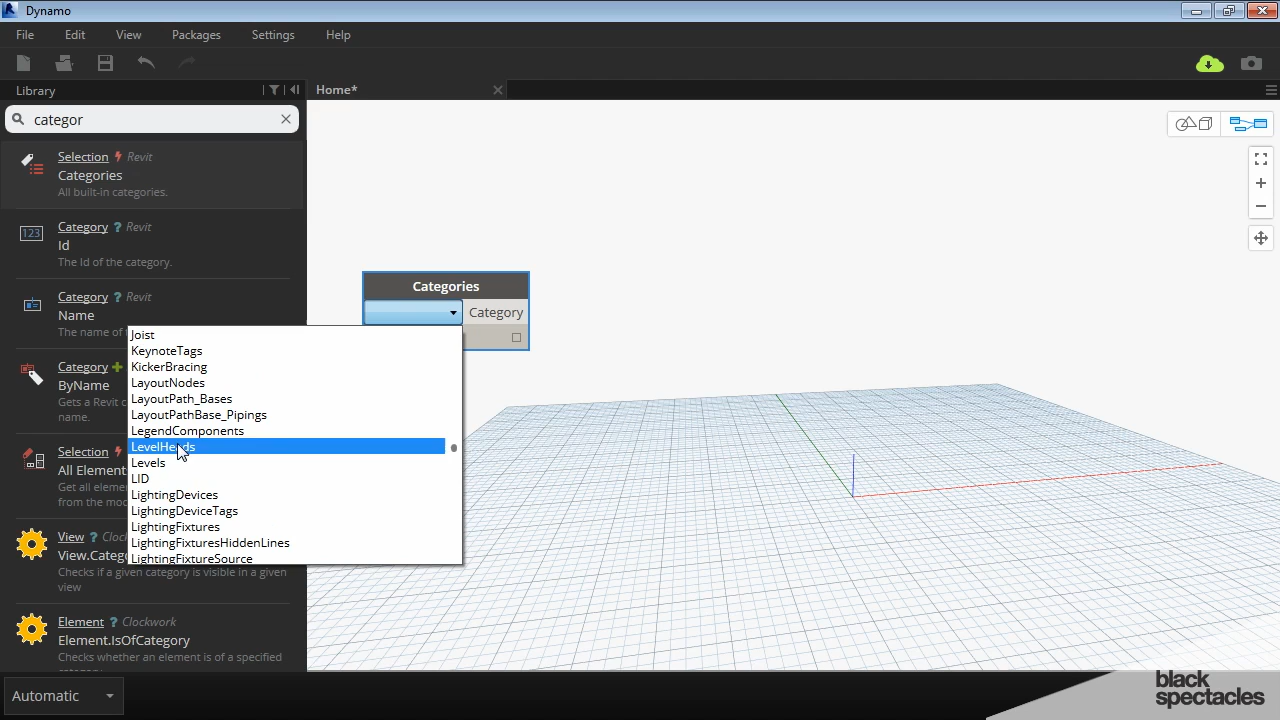 Dynamo
File Edit View Packages Settings Help
Library
Home*
categor
Selection Revit
Categories
All built-in categories.
Category ? Revit
123
Id
The Id of the category.
Category ? Revit
Name
The name of
Category
ByName
Gets a Revit c
name.
Selection
All Element
Get all eleme
from the mod
View ? Clock
View.Catego
Checks if a given category is visible in a given
view
Element ? Clockwork
Element.IsOfCategory
Checks whether an element is of a specified
category
Categories
Category
Joist
KeynoteTags
KickerBracing
LayoutNodes
LayoutPath_Bases
LayoutPathBase_Pipings
LegendComponents
LevelHeads
Levels
LID
LightingDevices
LightingDeviceTags
LightingFixtures
LightingFixturesHiddenLines
LightingFixtureSource
Automatic
black
spectacles